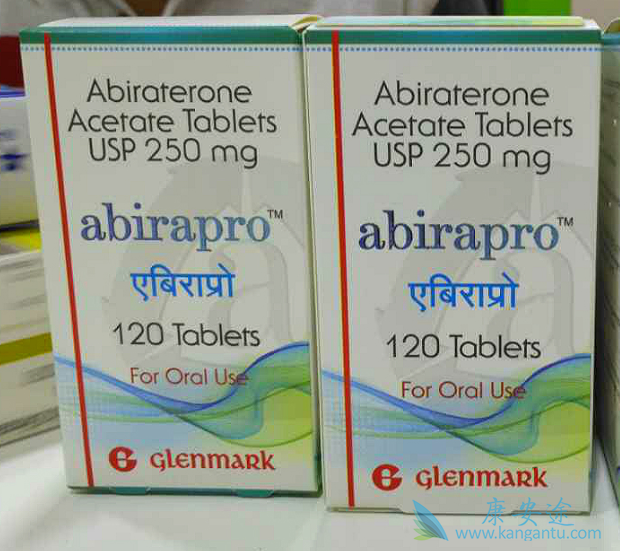 Abiraterone
Acetate Tablets
USP 250 mg
abirapro™
एबिराप्रो
120 Tablets
For Oral Use
GLENMARK
Abiraterone
Acetate Tablets
USP 250 mg
abirapro™
एबिराप्रो
120 Tablets
For Oral Use
GLENMARK
康安途
www.kangantu.com